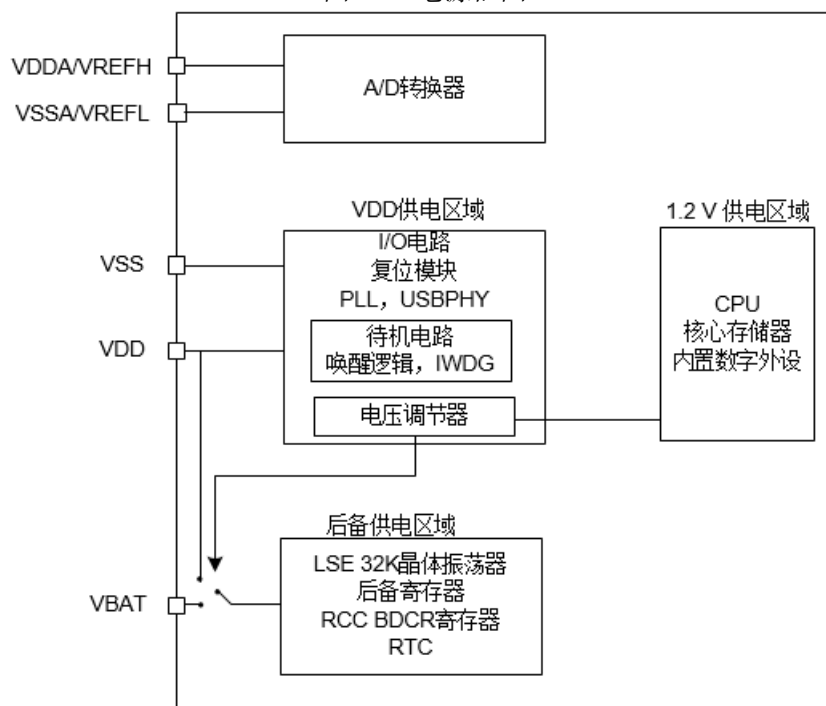 VDDA/VREFH
A/D转换器
VSSA/VREFL
VDD供电区域
1.2 V 供电区域
I/O电路
复位模块
PLL，USBPHY
VSS
待机电路
唤醒逻辑，IWDG
VDD
CPU
核心存储器
内置数字外设
电压调节器
后备供电区域
LSE 32K晶体振荡器
后备寄存器
RCC BDCR寄存器
RTC
VBAT